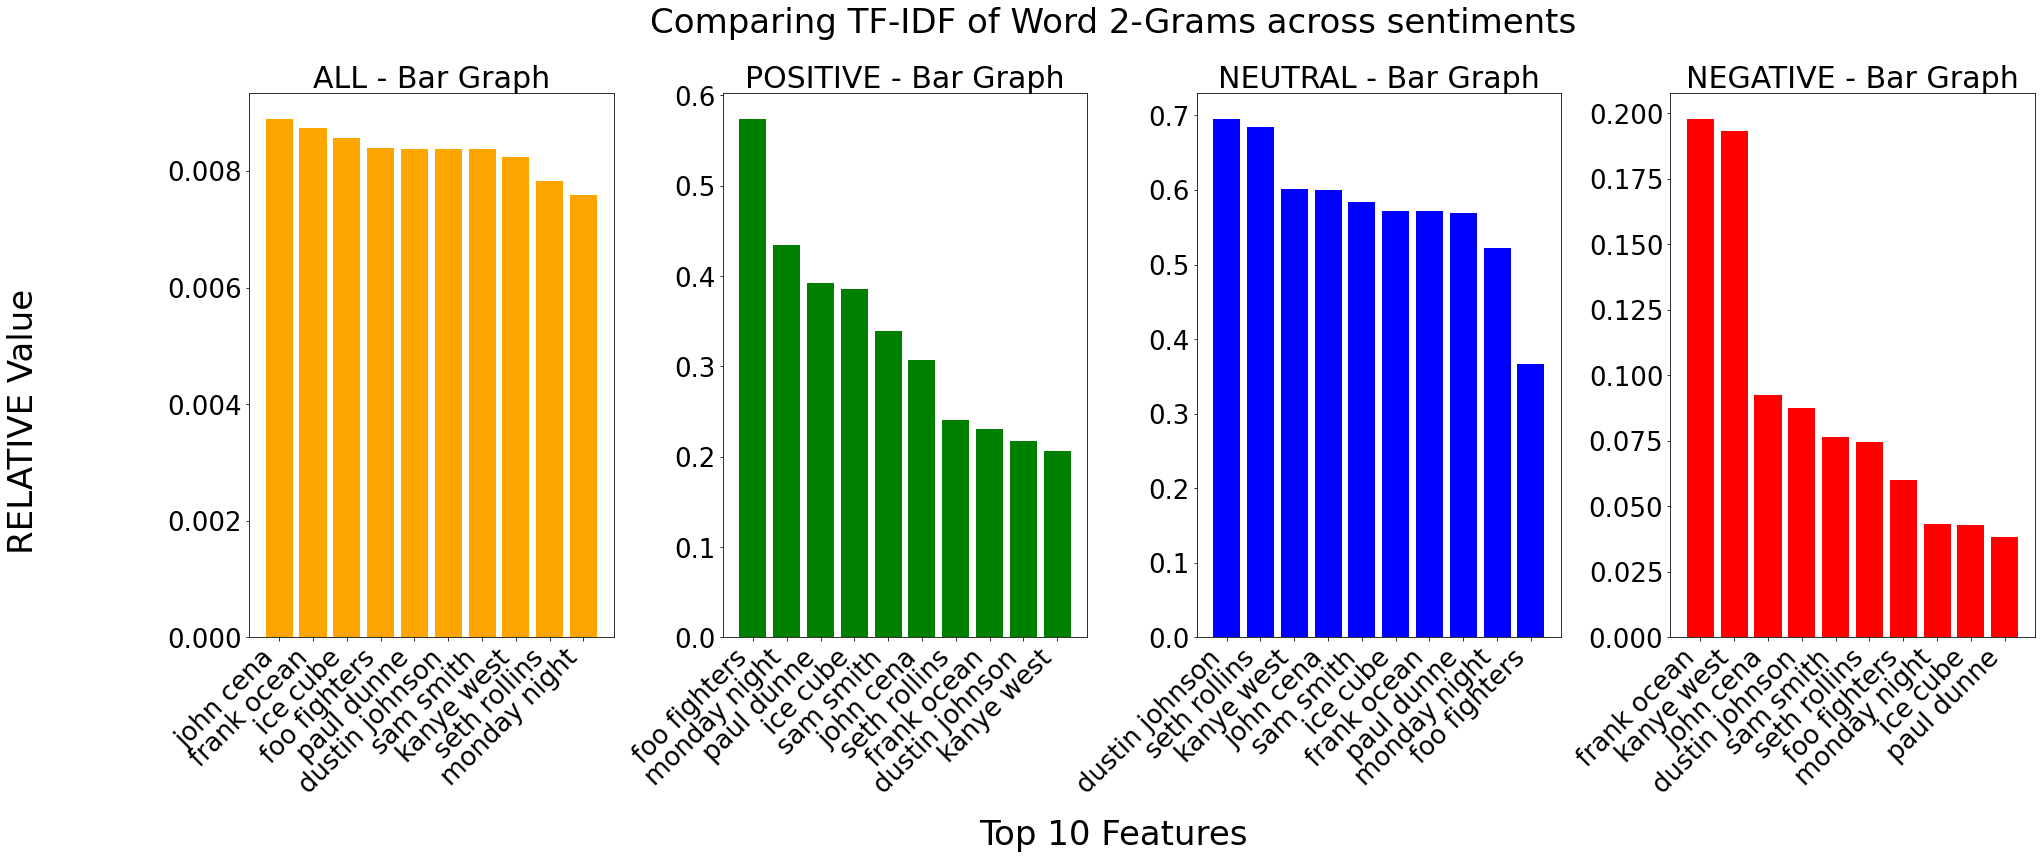 Comparing TF-IDF of Word 2-Grams across sentiments
RELATIVE Value
ALL - Bar Graph
0.008
0.006
0.004
0.002
0.000
john cena
frank ocean
ice cube
foo fighters
paul dunne
dustin johnson
sam smith
kanye west
seth rollins
monday night
POSITIVE - Bar Graph
0.6
0.5
0.4
0.3
0.2
0.1
0.0
foo fighters
monday night
paul dunne
ice cube
sam smith
john cena
seth rollins
frank ocean
dustin johnson
kanye west
NEUTRAL - Bar Graph
0.7
0.6
0.5
0.4
0.3
0.2
0.1
0.0
dustin johnson
seth rollins
kanye west
john cena
sam smith
ice cube
frank ocean
paul dunne
monday night
foo fighters
NEGATIVE - Bar Graph
0.200
0.175
0.150
0.125
0.100
0.075
0.050
0.025
0.000
frank ocean
kanye west
john cena
dustin johnson
sam smith
seth rollins
foo fighters
monday night
ice cube
paul dunne
Top 10 Features